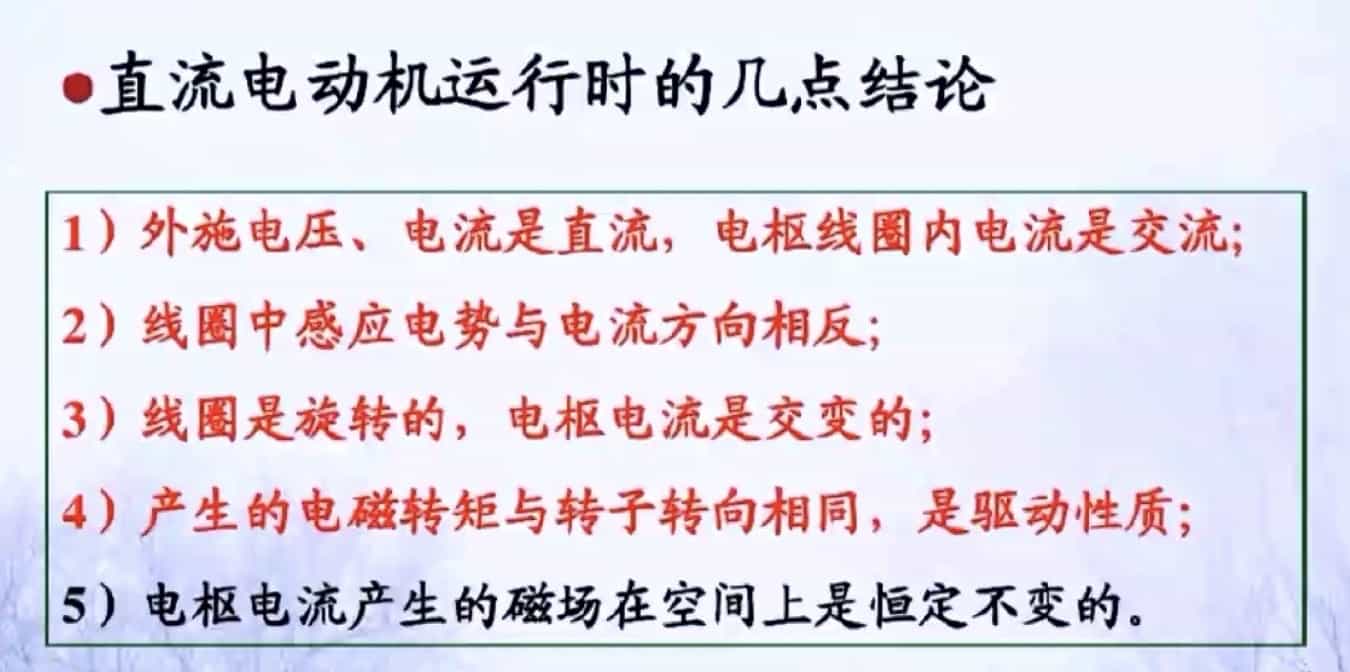 ●直流电动机运行时的几点结论
1）外施电压、电流是直流，电枢线圈内电流是交流；
2）线圈中感应电势与电流方向相反；
3）线圈是旋转的，电枢电流是交变的；
4）产生的电磁转矩与转子转向相同，是驱动性质；
5）电枢电流产生的磁场在空间上是恒定不变的。